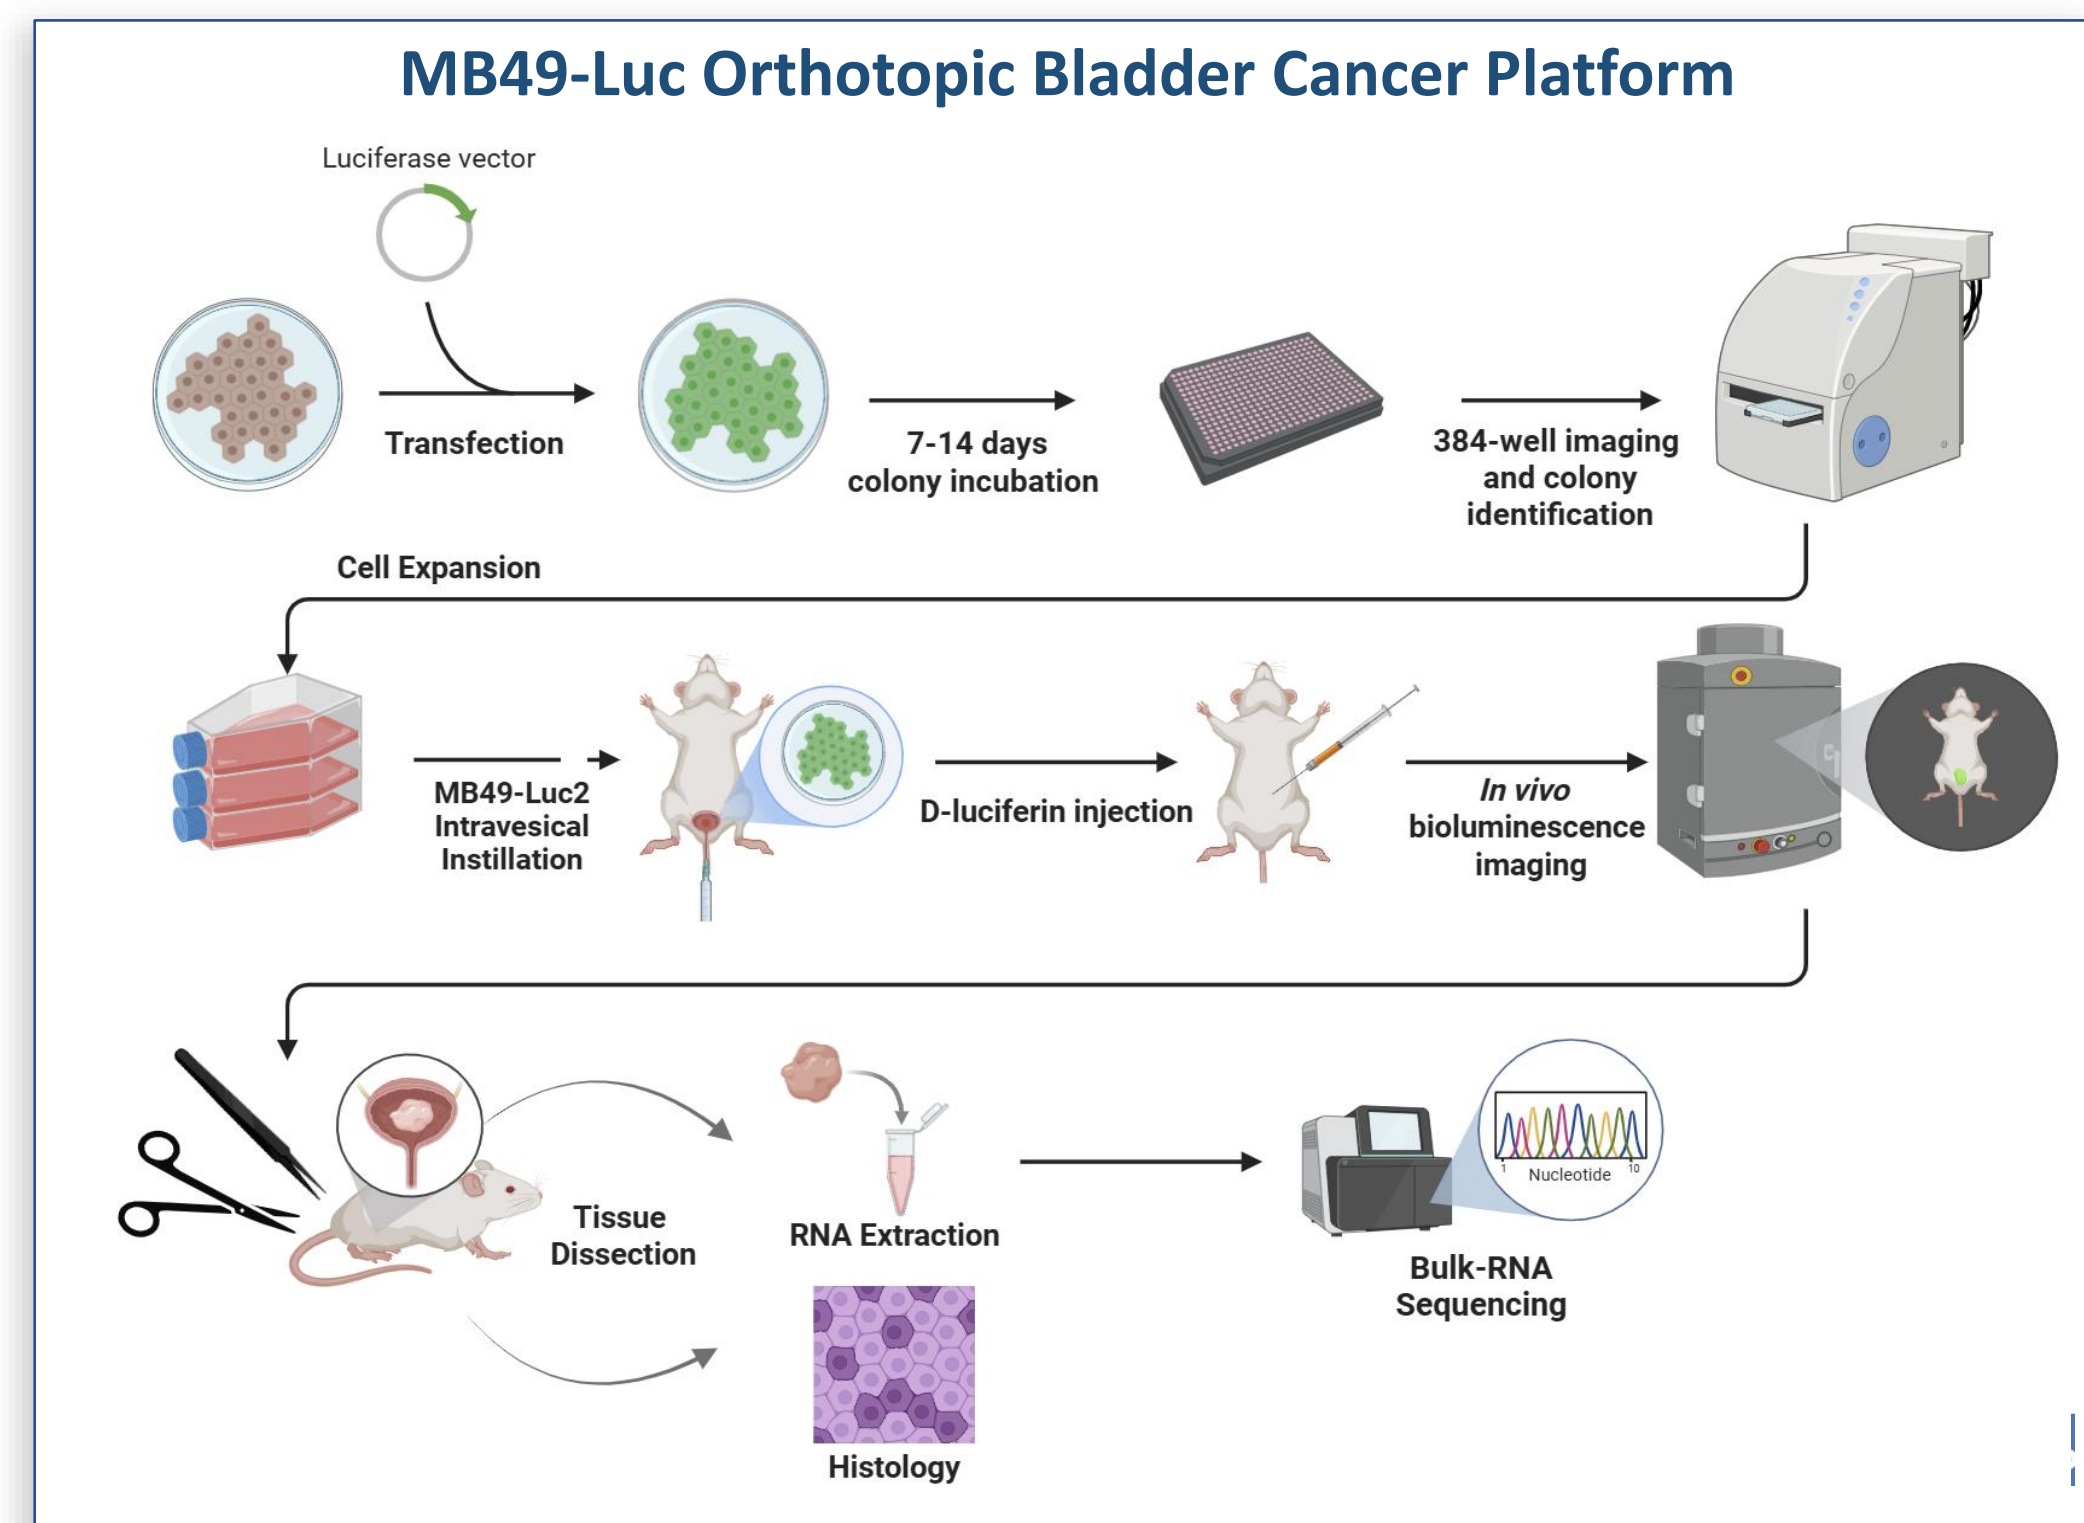 MB49-Luc Orthotopic Bladder Cancer Platform
Luciferase vector
Transfection
7-14 days
colony incubation
384-well imaging
and colony
identification
Cell Expansion
MB49-Luc2
Intravesical
Instillation
D-luciferin injection
In vivo
bioluminescence
imaging
Tissue
Dissection
RNA Extraction
1
10
Nucleotide
Bulk-RNA
Sequencing
Histology